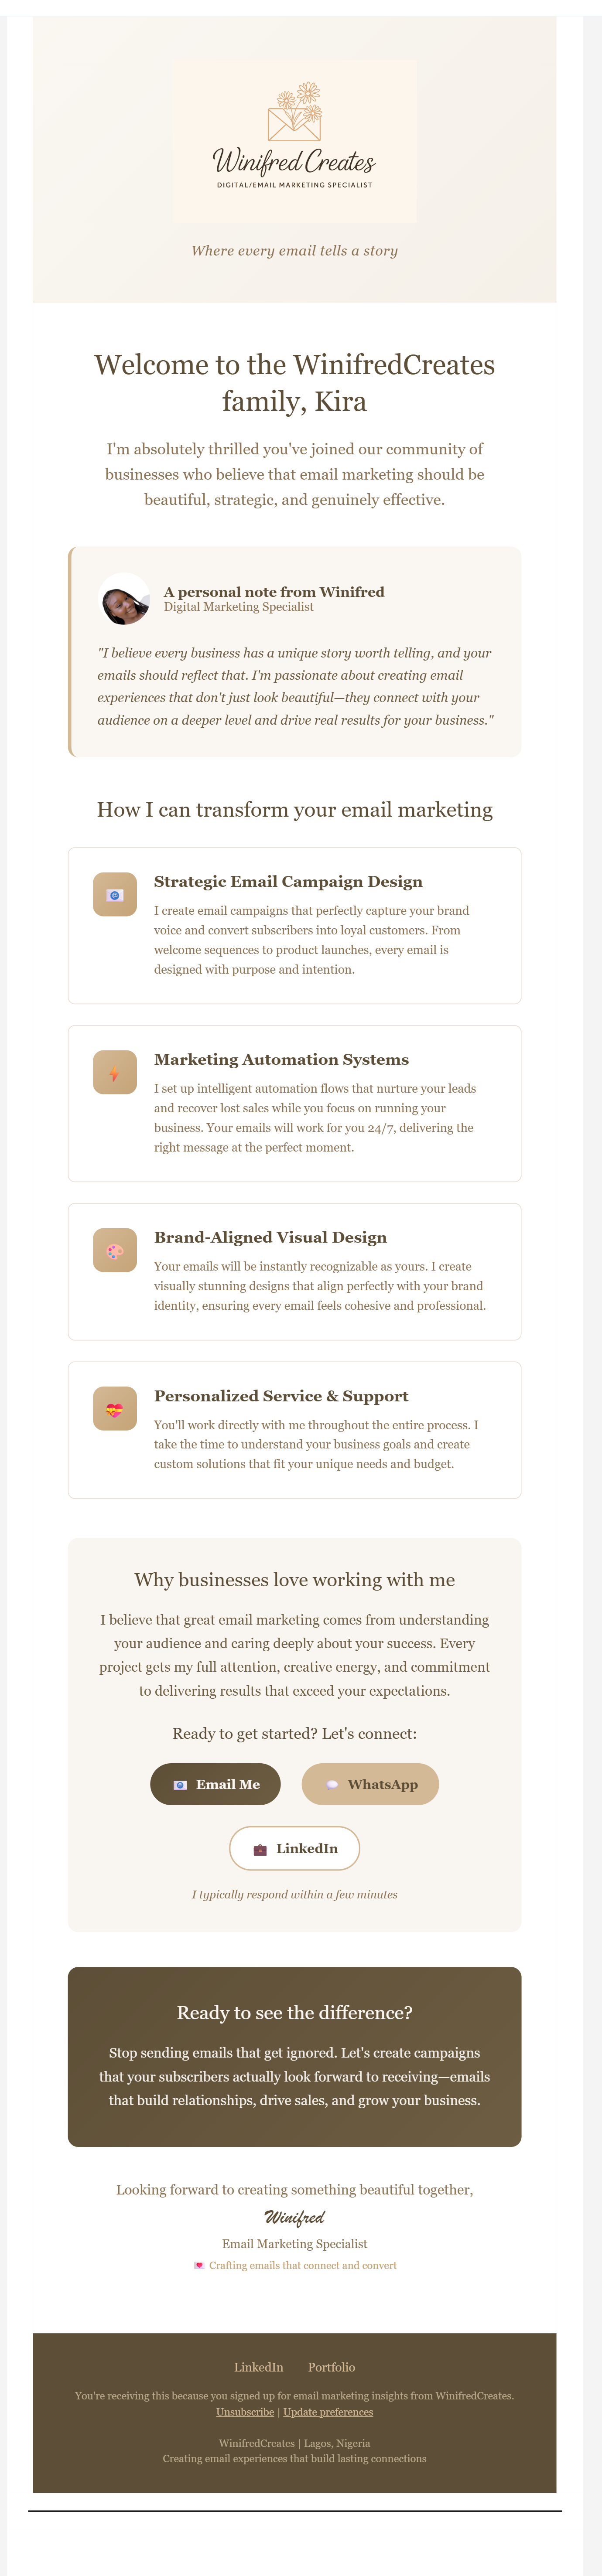 Winifred Creates
DIGITAL/EMAIL MARKETING SPECIALIST
Where every email tells a story
Welcome to the WinifredCreates
family, Kira
I'm absolutely thrilled you've joined our community of
businesses who believe that email marketing should be
beautiful, strategic, and genuinely effective.
A personal note from Winifred
Digital Marketing Specialist
"I believe every business has a unique story worth telling, and your
emails should reflect that. I'm passionate about creating email
experiences that don't just look beautiful—they connect with your
audience on a deeper level and drive real results for your business."
How I can transform your email marketing
Strategic Email Campaign Design
I create email campaigns that perfectly capture your brand
voice and convert subscribers into loyal customers. From
welcome sequences to product launches, every email is
designed with purpose and intention.
Marketing Automation Systems
I set up intelligent automation flows that nurture your leads
and recover lost sales while you focus on running your
business. Your emails will work for you 24/7, delivering the
right message at the perfect moment.
Brand-Aligned Visual Design
Your emails will be instantly recognizable as yours. I create
visually stunning designs that align perfectly with your brand
identity, ensuring every email feels cohesive and professional.
Personalized Service & Support
You'll work directly with me throughout the entire process. I
take the time to understand your business goals and create
custom solutions that fit your unique needs and budget.
Why businesses love working with me
I believe that great email marketing comes from understanding
your audience and caring deeply about your success. Every
project gets my full attention, creative energy, and commitment
to delivering results that exceed your expectations.
Ready to get started? Let's connect:
Email Me
WhatsApp
LinkedIn
I typically respond within a few minutes
Ready to see the difference?
Stop sending emails that get ignored. Let's create campaigns
that your subscribers actually look forward to receiving—emails
that build relationships, drive sales, and grow your business.
Looking forward to creating something beautiful together,
Winifred
Email Marketing Specialist
Crafting emails that connect and convert
LinkedIn Portfolio
You're receiving this because you signed up for email marketing insights from WinifredCreates.
Unsubscribe | Update preferences
WinifredCreates | Lagos, Nigeria
Creating email experiences that build lasting connections